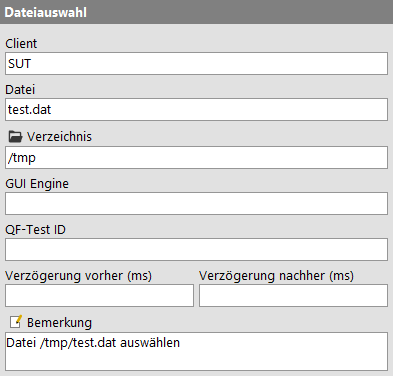 Dateiauswahl
Client
SUT
Datei
test.dat
Verzeichnis
/tmp
GUI Engine
QF-Test ID
Verzögerung vorher (ms) Verzögerung nachher (ms)
Bemerkung
Datei /tmp/test.dat auswählen